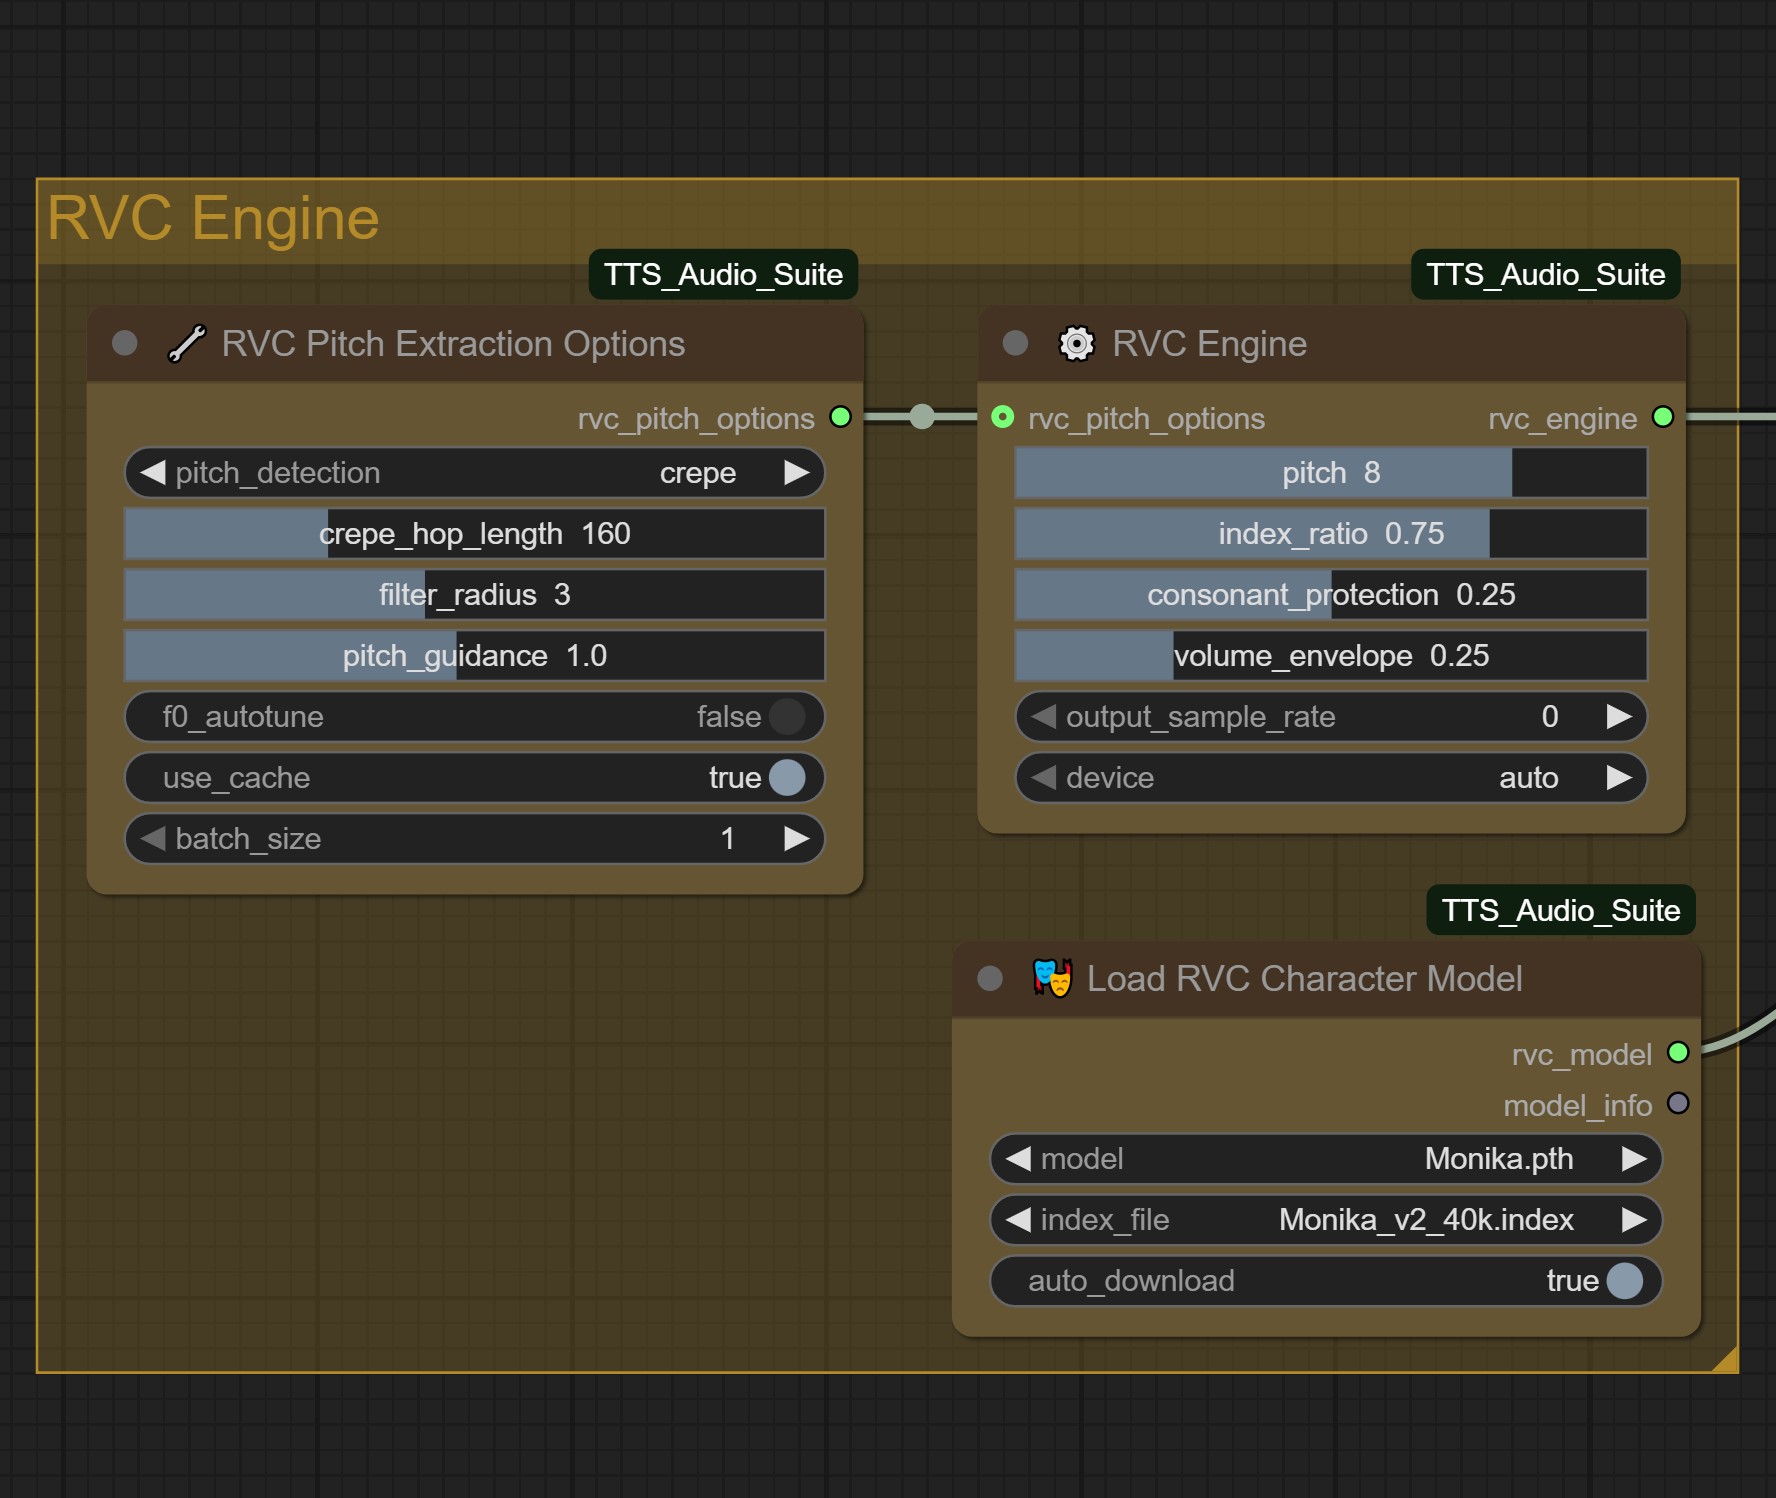 RVC Engine
TTS_Audio_Suite
RVC Pitch Extraction Options
rvc_pitch_options
pitch_detection crepe
crepe_hop_length 160
filter_radius 3
pitch_guidance 1.0
f0_autotune false
use_cache true
batch_size 1
TTS_Audio_Suite
RVC Engine
rvc_pitch_options rvc_engine
pitch 8
index_ratio 0.75
consonant_protection 0.25
volume_envelope 0.25
output_sample_rate 0
device auto
TTS_Audio_Suite
Load RVC Character Model
rvc_model
model_info
model Monika.pth
index_file Monika_v2_40k.index
auto_download true